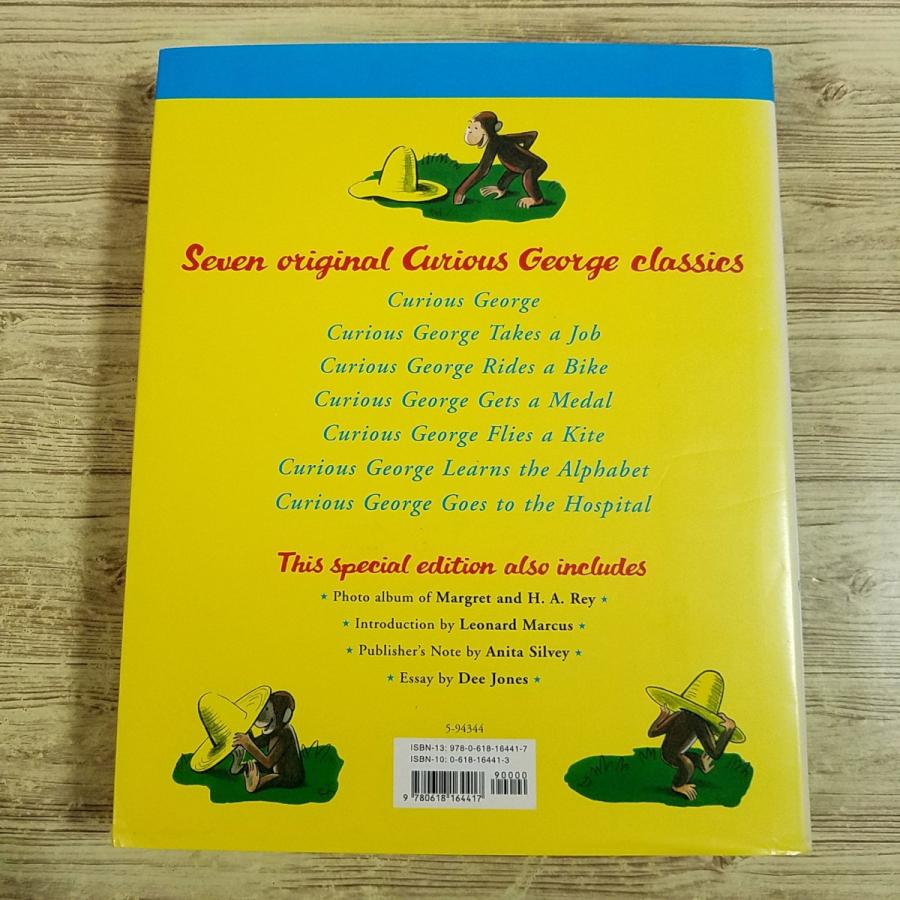 Seven original Curious George classics
Curious George
Curious George Takes a Job
Curious George Rides a Bike
Curious George Gets a Medal
Curious George Flies a Kite
Curious George Learns the Alphabet
Curious George Goes to the Hospital
This special edition also includes
★ Photo album of Margret and H. A. Rey ★
★ Introduction by Leonard Marcus ★
★ Publisher's Note by Anita Silvey ★
★ Essay by Dee Jones ★
5-94344
ISBN-13: 978-0-618-16441-7
ISBN-10: 0-618-16441-3
90000
9 780618 164417